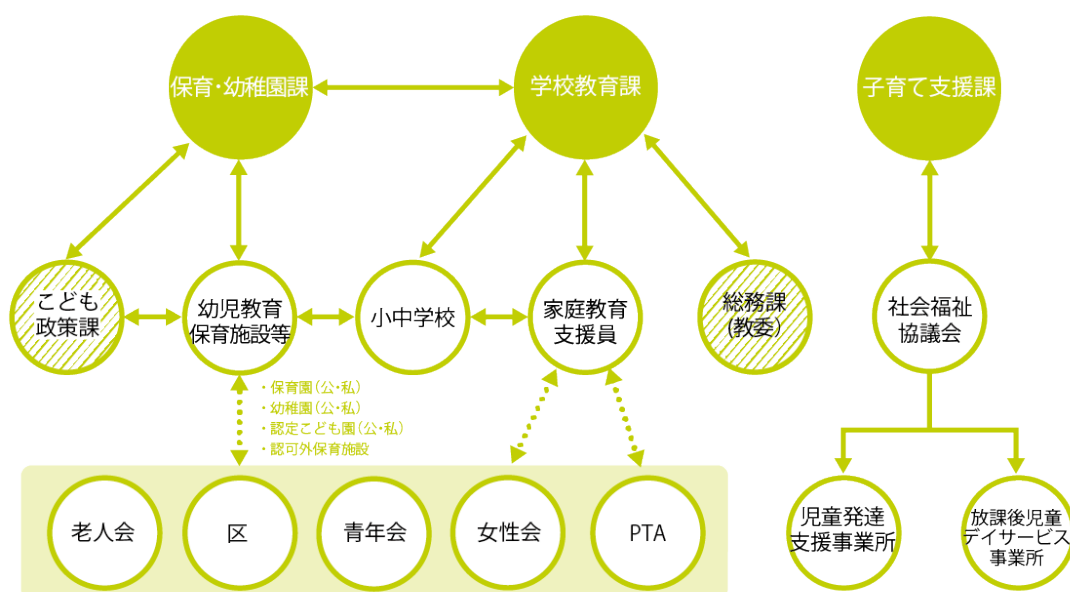 保育・幼稚園課
学校教育課
子育て支援課
こども
政策課
幼児教育
保育施設等
小中学校
家庭教育
支援員
総務課
(教委)
社会福祉
協議会
・保育園(公・私)
・幼稚園(公・私)
・認定こども園(公・私)
・認可外保育施設
老人会
区
青年会
女性会
PTA
児童発達
支援事業所
放課後児童
デイサービス
事業所